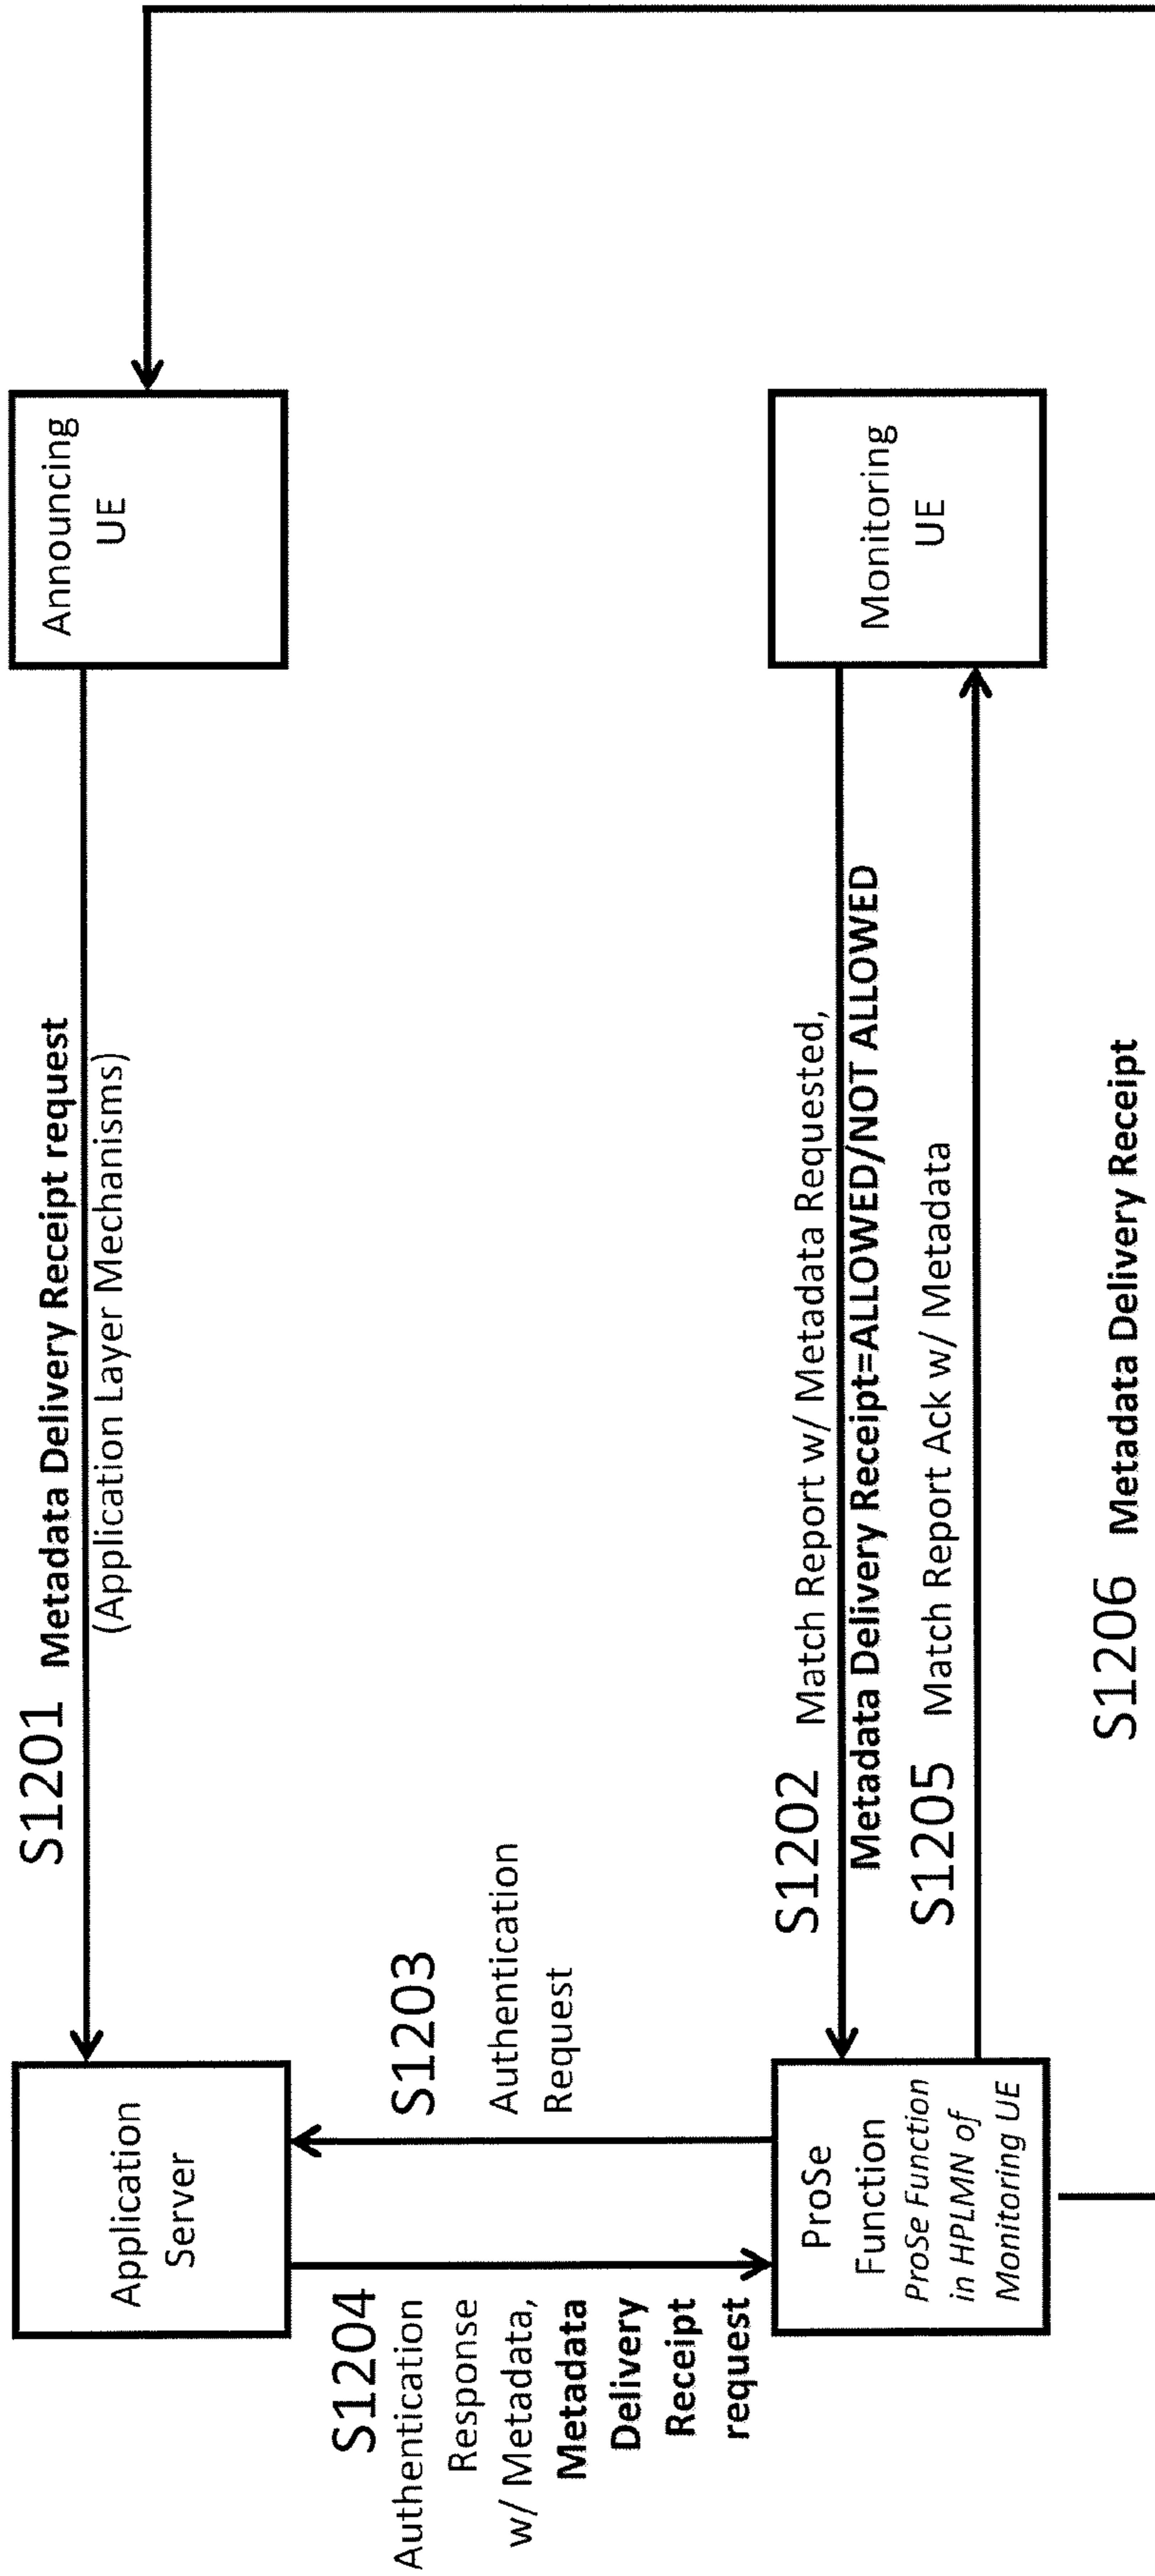 S1201 Metadata Delivery Receipt request
(Application Layer Mechanisms)
Application
Server
Announcing
UE
S1204
Authentication
Response
w/ Metadata,
Metadata
Delivery
Receipt
request
S1203
Authentication
Request
S1202 Match Report w/ Metadata Requested,
Metadata Delivery Receipt=ALLOWED/NOT ALLOWED
S1205 Match Report Ack w/ Metadata
ProSe
Function
ProSe Function
in HPLMN of
Monitoring UE
Monitoring
UE
S1206 Metadata Delivery Receipt